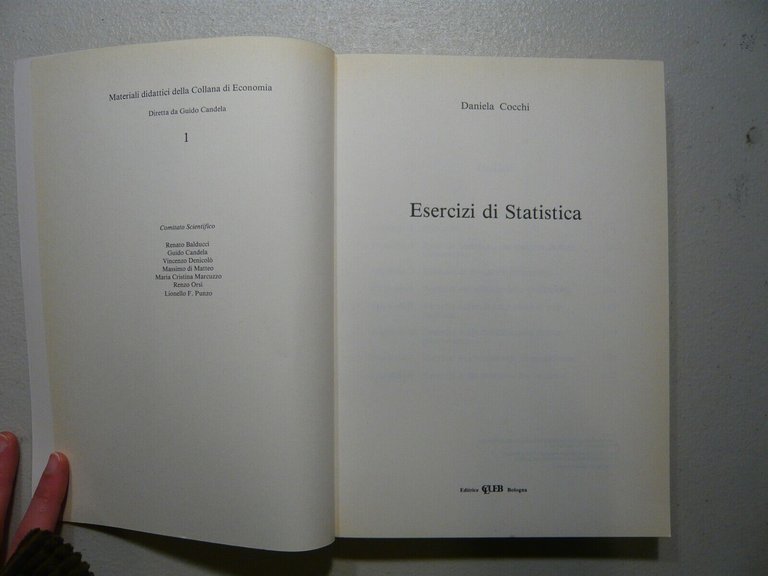 Materiali didattici della Collana di Economia
Diretta da Guido Candela
1
Comitato Scientifico
Renato Balducci
Guido Candela
Vincenzo Denicolò
Massimo di Matteo
Maria Cristina Marcuzzo
Renzo Orsi
Lionello F. Punzo
Daniela Cocchi
Esercizi di Statistica
Editrice CLUEB Bologna